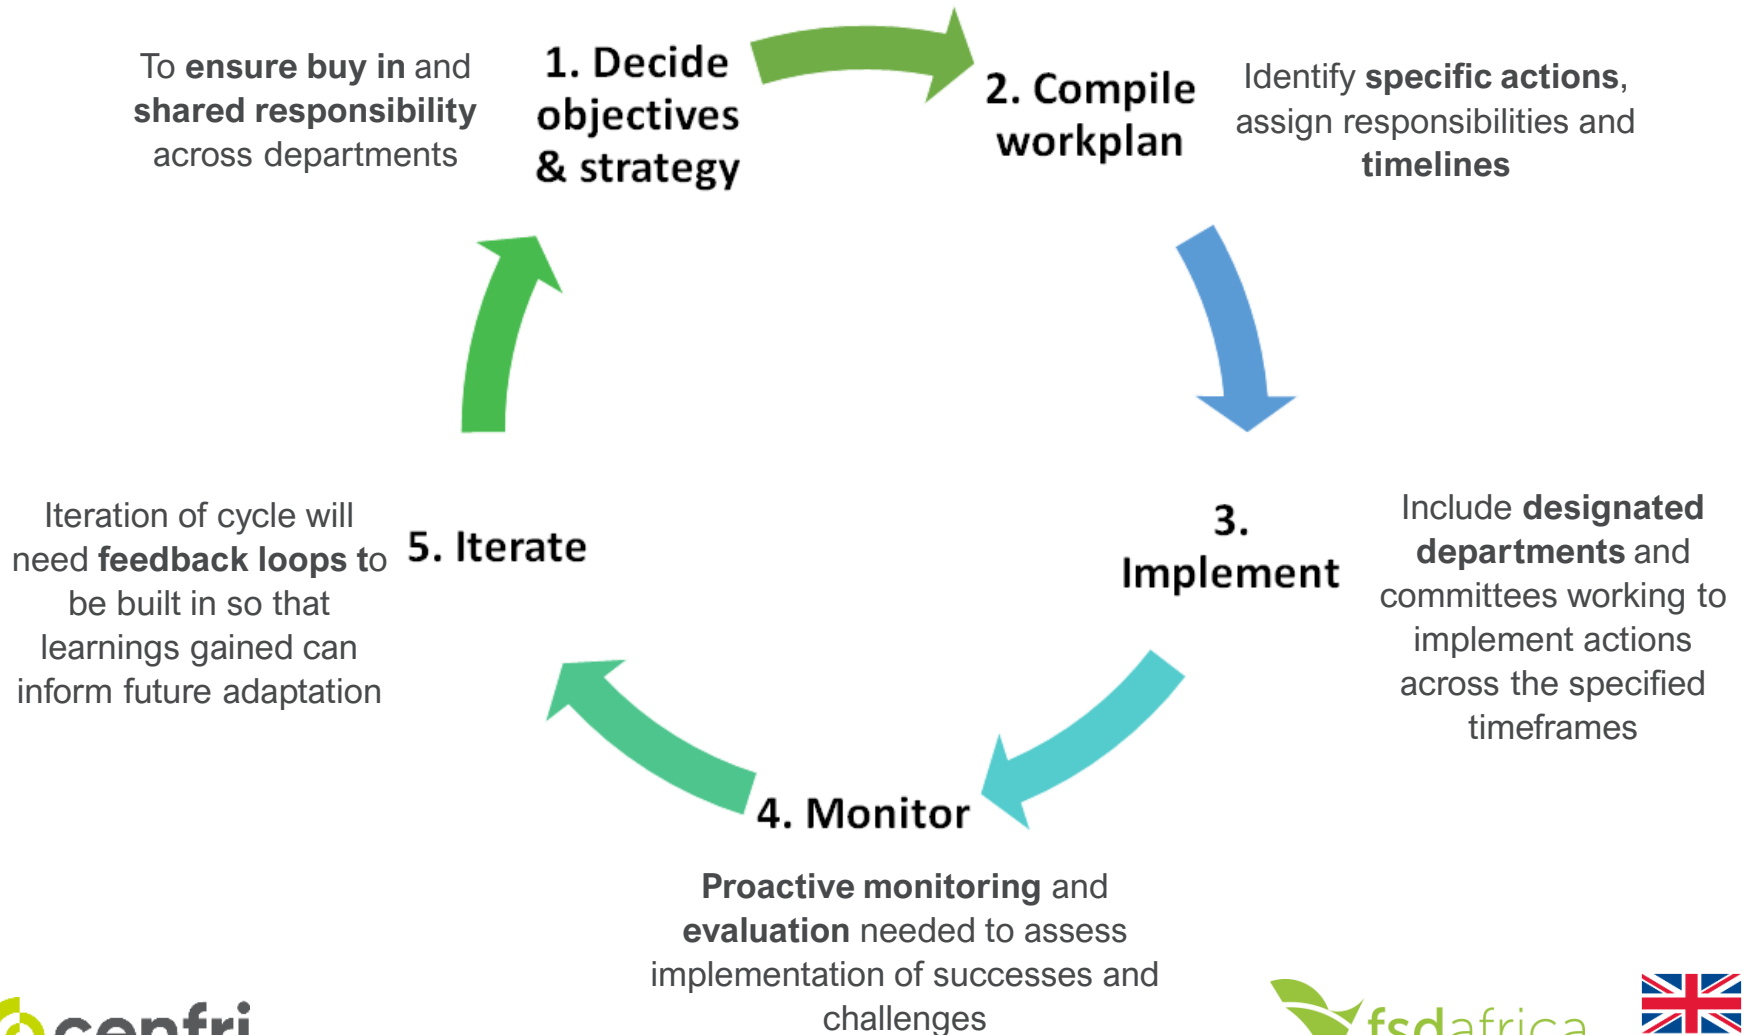 To ensure buy in and
shared responsibility
across departments
1. Decide
objectives
& strategy
2. Compile
workplan
Identify specific actions,
assign responsibilities and
timelines
3.
Implement
Include designated
departments and
committees working to
implement actions
across the specified
timeframes
4. Monitor
Proactive monitoring and
evaluation needed to assess
implementation of successes and
challenges
5. Iterate
Iteration of cycle will
need feedback loops to
be built in so that
learnings gained can
inform future adaptation
cenfri
fsdafrica